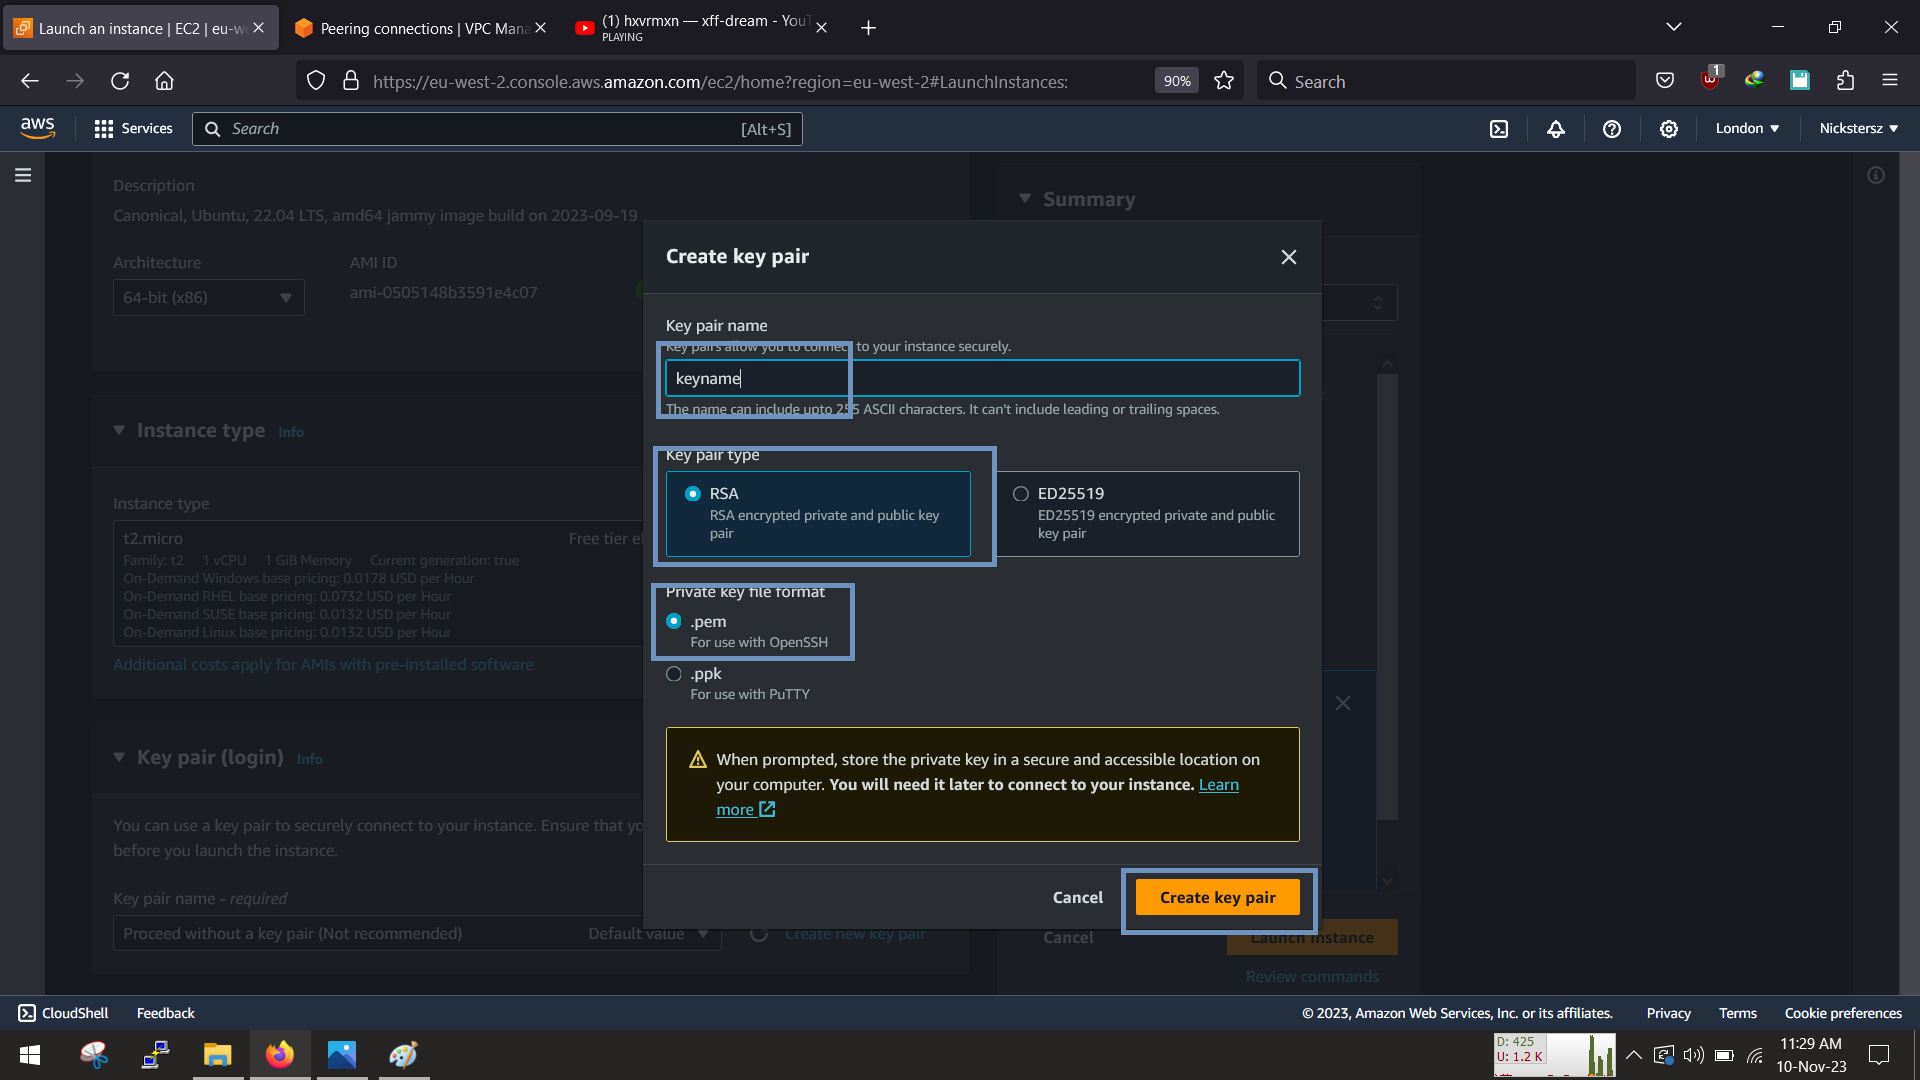 Launch an instance | EC2 | eu-we
Peering connections | VPC Mana
(1) hxvrmxn — xff-dream - YouT
PLAYING
https://eu-west-2.console.aws.amazon.com/ec2/home?region=eu-west-2#LaunchInstances:
90%
Search
1
aws
Services
Search
[Alt+S]
London
Nickstersz
Description
Canonical, Ubuntu, 22.04 LTS, amd64 jammy image build on 2023-09-19
Architecture
AMI ID
64-bit (x86)
ami-0505148b3591e4c07
Instance type Info
Instance type
t2.micro
Free tier el
Family: t2 1 vCPU 1 GiB Memory Current generation: true
On-Demand Windows base pricing: 0.0178 USD per Hour
On-Demand RHEL base pricing: 0.0732 USD per Hour
On-Demand SUSE base pricing: 0.0132 USD per Hour
On-Demand Linux base pricing: 0.0132 USD per Hour
Additional costs apply for AMIs with pre-installed software
Key pair (login) Info
You can use a key pair to securely connect to your instance. Ensure that yo
before you launch the instance.
Key pair name - required
Proceed without a key pair (Not recommended)
Default value
Create new key pair
Summary
Create key pair
Key pair name
Key pairs allow you to connect to your instance securely.
keyname
The name can include upto 255 ASCII characters. It can't include leading or trailing spaces.
Key pair type
RSA
RSA encrypted private and public key
pair
ED25519
ED25519 encrypted private and public
key pair
Private key file format
.pem
For use with OpenSSH
.ppk
For use with PuTTY
When prompted, store the private key in a secure and accessible location on
your computer. You will need it later to connect to your instance. Learn
more
Cancel
Create key pair
Cancel
Launch instance
Review commands
CloudShell
Feedback
© 2023, Amazon Web Services, Inc. or its affiliates.
Privacy
Terms
Cookie preferences
D: 425
U: 1.2 K
11:29 AM
10-Nov-23